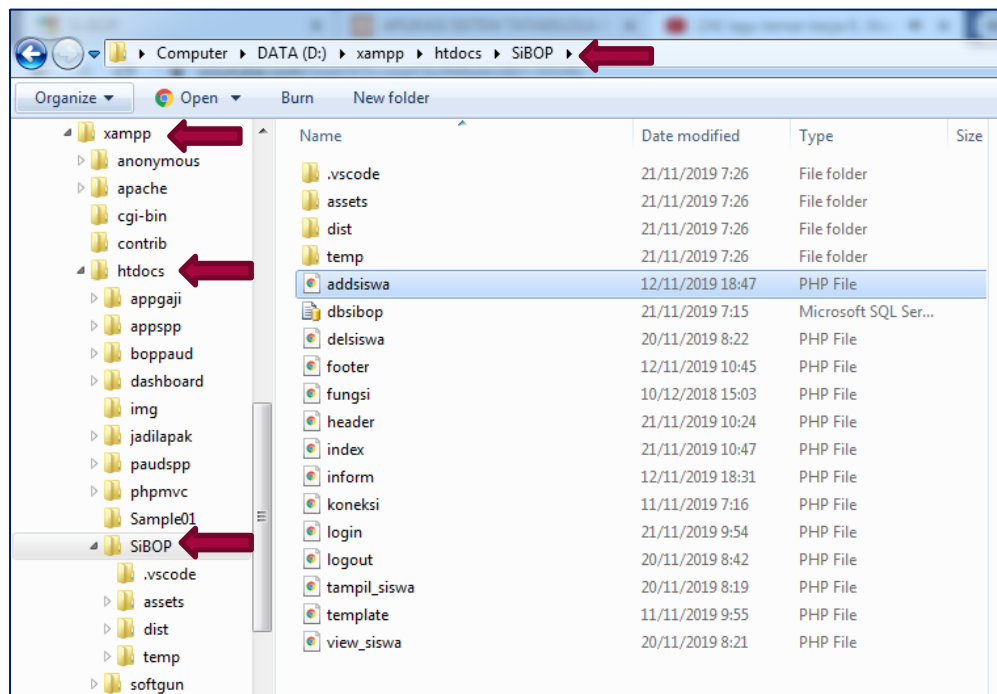 Computer DATA (D:) xampp htdocs SiBOP
Organize Open Burn New folder
xampp
anonymous
apache
cgi-bin
contrib
htdocs
appgaji
appspp
boppaud
dashboard
img
jadilapak
paudspp
phpmvc
Sample01
SiBOP
.vscode
assets
dist
temp
softgun
Name Date modified Type Size
.vscode 21/11/2019 7:26 File folder
assets 21/11/2019 7:26 File folder
dist 21/11/2019 7:26 File folder
temp 21/11/2019 7:26 File folder
addsiswa 12/11/2019 18:47 PHP File
dbsibop 21/11/2019 7:15 Microsoft SQL Ser...
delsiswa 20/11/2019 8:22 PHP File
footer 12/11/2019 10:45 PHP File
fungsi 10/12/2018 15:03 PHP File
header 21/11/2019 10:24 PHP File
index 21/11/2019 10:47 PHP File
inform 12/11/2019 18:31 PHP File
koneksi 11/11/2019 7:16 PHP File
login 21/11/2019 9:54 PHP File
logout 20/11/2019 8:42 PHP File
tampil_siswa 20/11/2019 8:19 PHP File
template 11/11/2019 9:55 PHP File
view_siswa 20/11/2019 8:21 PHP File